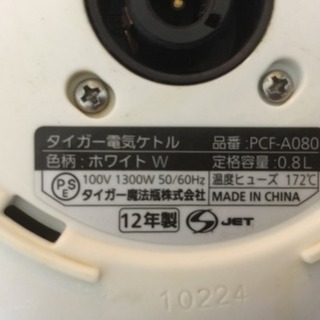 タイガー電気ケトル 品番:PCF-A080
色柄:ホワイト W 定格容量:0.8L
PSE 100V 1300W 50/60Hz 温度ヒューズ 172℃
タイガー魔法瓶株式会社 MADE IN CHINA
12年製 S JET
10224